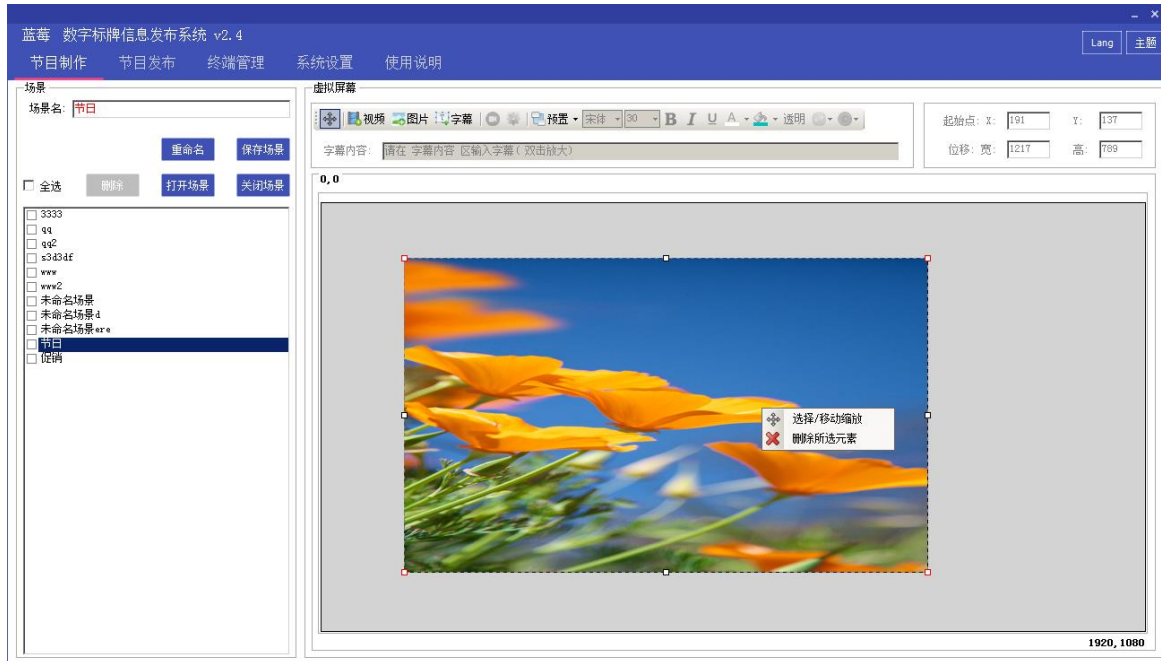 蓝莓 数字标牌信息发布系统 v2.4
Lang 主题
节目制作 节目发布 终端管理 系统设置 使用说明
场景
场景名: 节日
重命名 保存场景
全选 删除 打开场景 关闭场景
3333
qq
qq2
s3d3df
www
www2
未命名场景
未命名场景d
未命名场景ere
节日
促销
虚拟屏幕
视频 图片 字幕 预置 宋体 30 B I U A 透明
字幕内容: 请在 字幕内容 区输入字幕( 双击放大)
起始点: X: 191 Y: 137
位移: 宽: 1217 高: 789
0,0
选择/移动缩放
删除所选元素
1920,1080